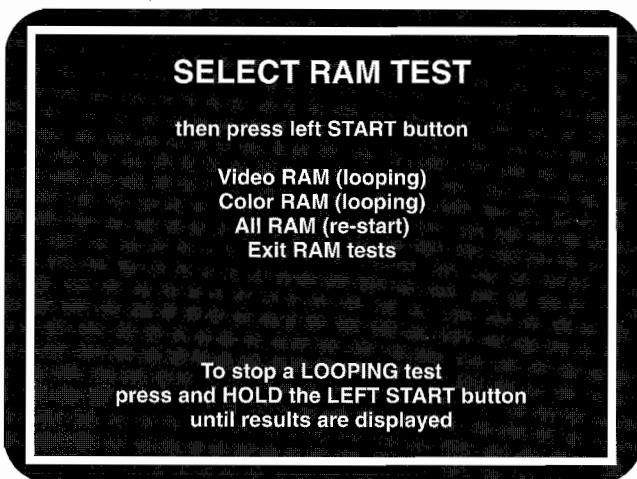 SELECT RAM TEST
then press left START button
Video RAM (looping)
Color RAM (looping)
All RAM (re-start)
Exit RAM tests
To stop a LOOPING test
press and HOLD the LEFT START button
until results are displayed